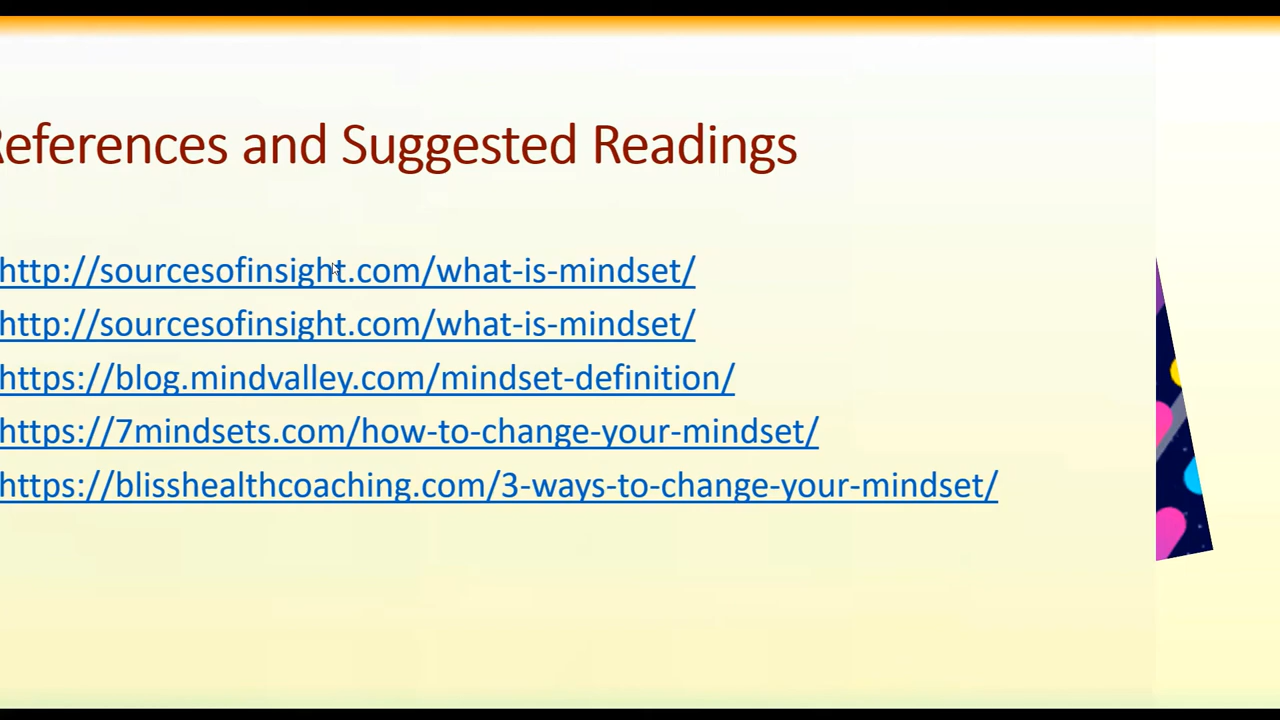 References and Suggested Readings
http://sourcesofinsight.com/what-is-mindset/
http://sourcesofinsight.com/what-is-mindset/
https://blog.mindvalley.com/mindset-definition/
https://7mindsets.com/how-to-change-your-mindset/
https://blisshealthcoaching.com/3-ways-to-change-your-mindset/